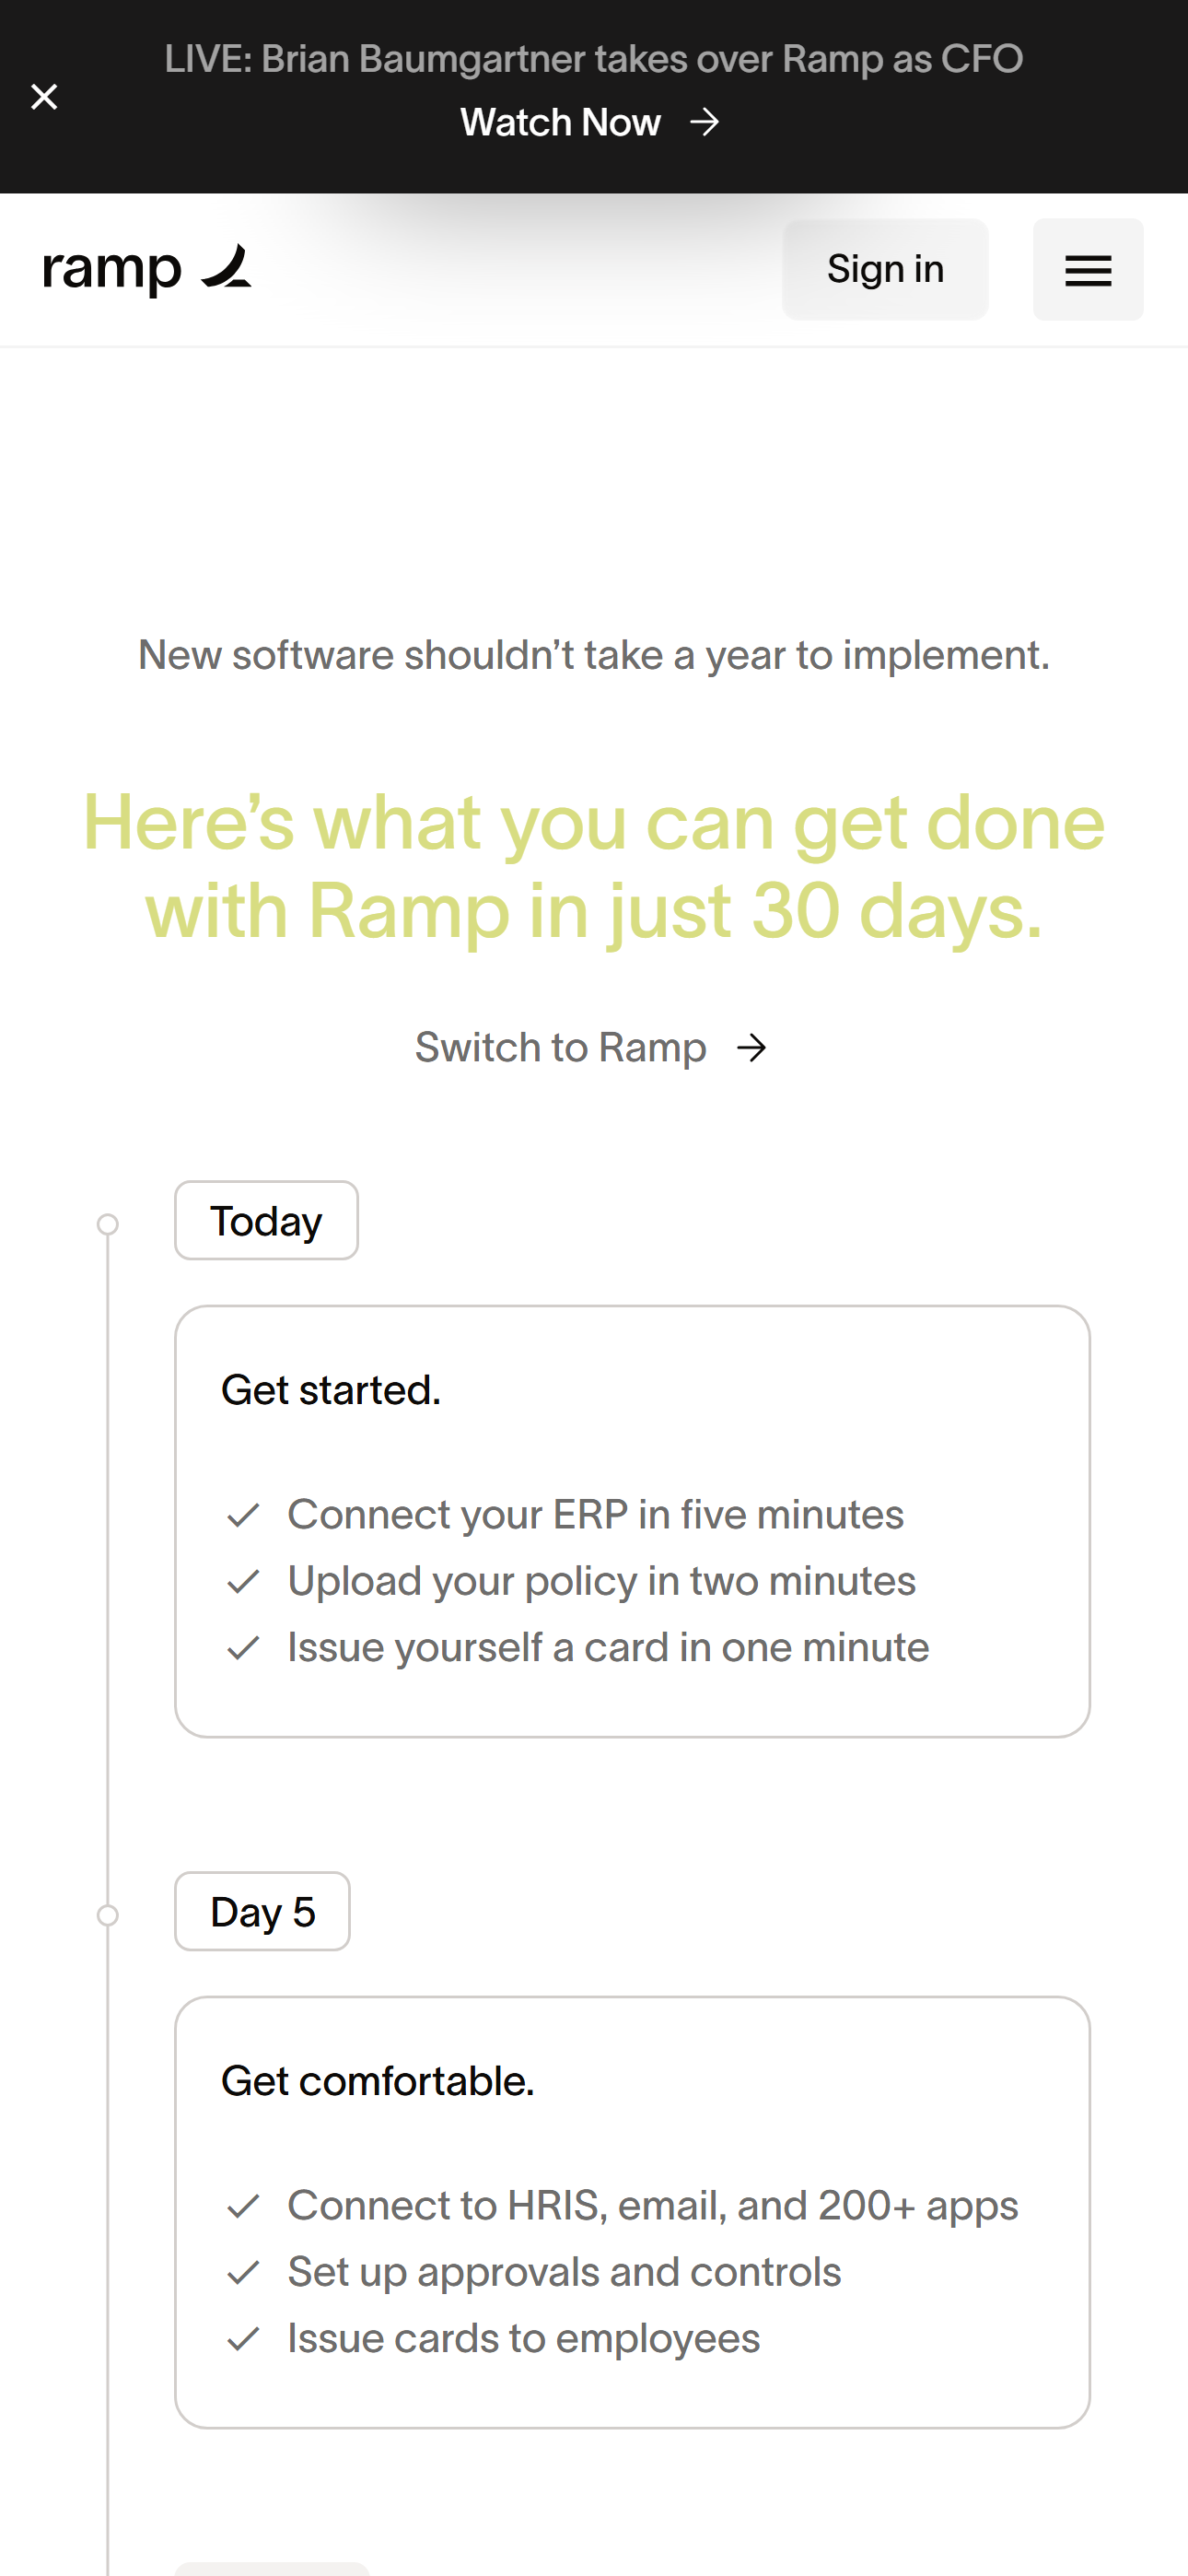 LIVE: Brian Baumgartner takes over Ramp as CFO
Watch Now
ramp
Sign in
New software shouldn’t take a year to implement.
Here’s what you can get done
with Ramp in just 30 days.
Switch to Ramp
Today
Get started.
Connect your ERP in five minutes
Upload your policy in two minutes
Issue yourself a card in one minute
Day 5
Get comfortable.
Connect to HRIS, email, and 200+ apps
Set up approvals and controls
Issue cards to employees